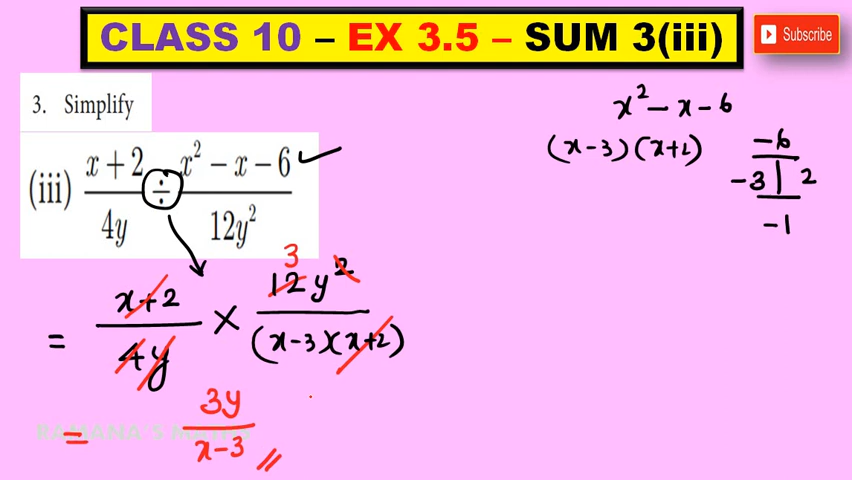 CLASS 10 – EX 3.5 – SUM 3(iii)
Subscribe
3. Simplify
(iii) (x + 2)/(4y) ÷ (x² − x − 6)/(12y²)
x² − x − 6
(x−3)(x+2)
−6
−3 | 2
−1
= (x+2)/(4y) × (12y²)/((x−3)(x+2))
3
= 3y/(x−3) //
RAMANA'S M